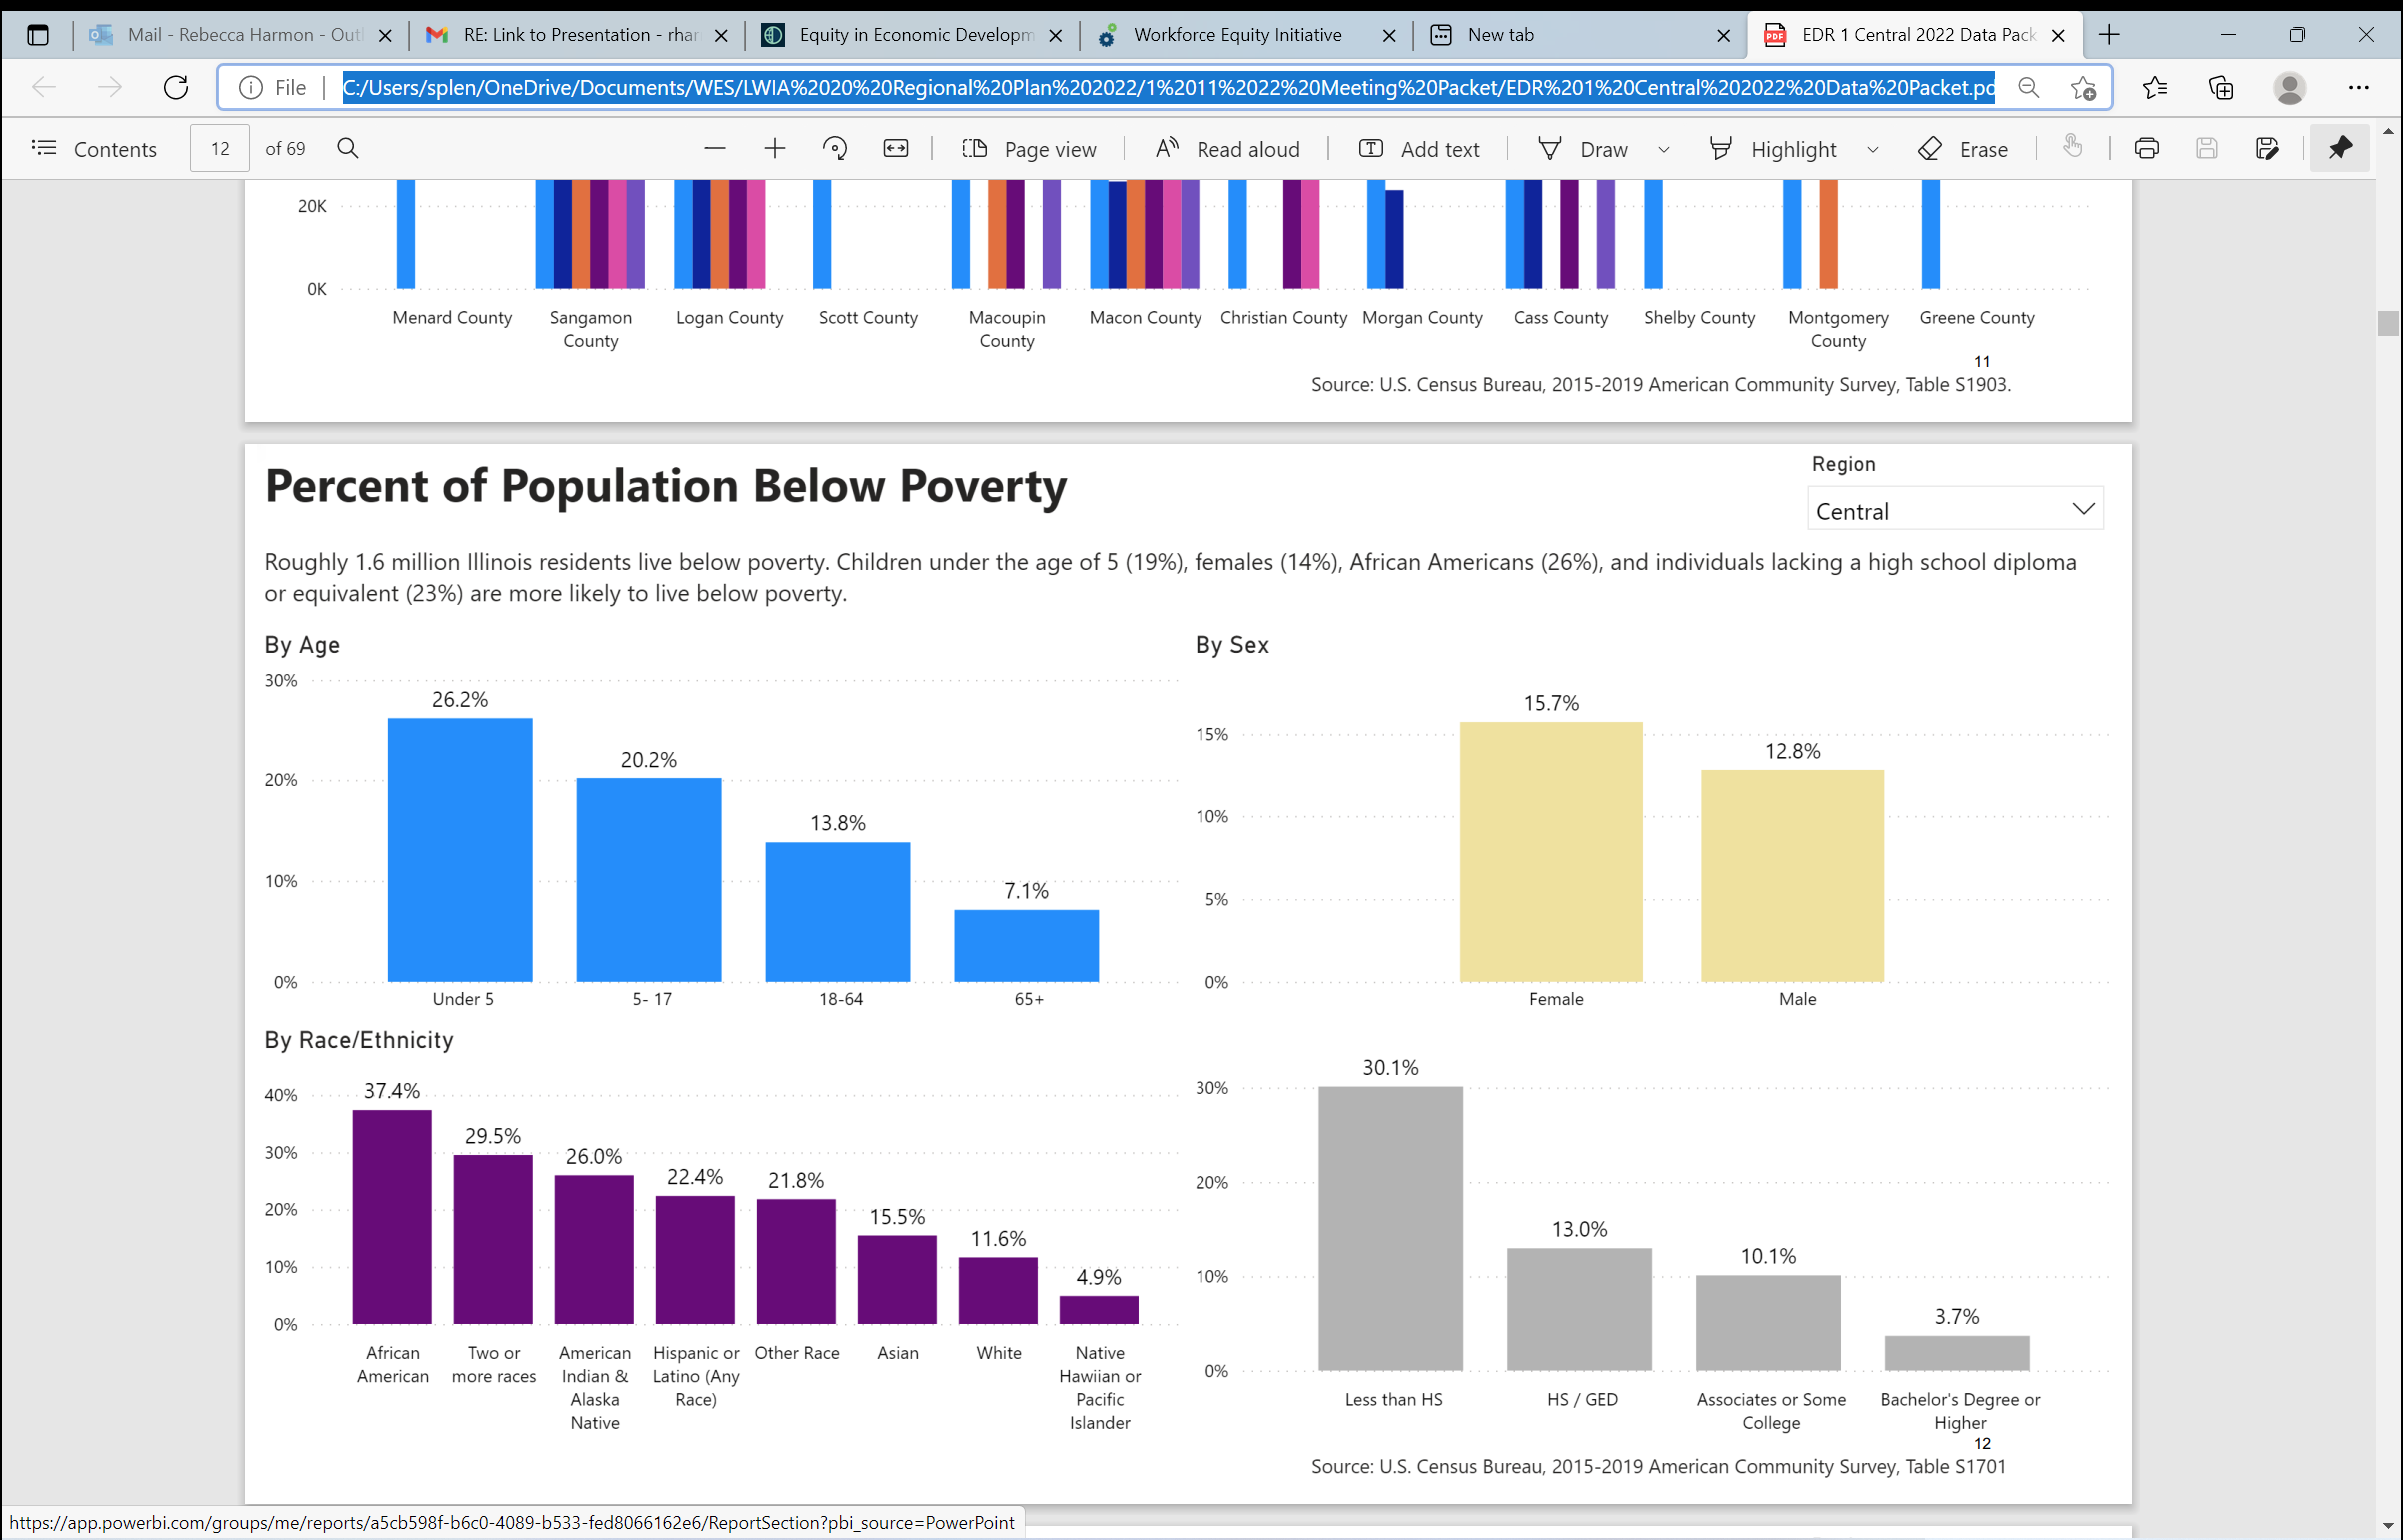 Mail - Rebecca Harmon - Outl
RE: Link to Presentation - rhar
Equity in Economic Developm
Workforce Equity Initiative
New tab
EDR 1 Central 2022 Data Pack
File
C:/Users/splen/OneDrive/Documents/WES/LWIA%2020%20Regional%20Plan%202022/1%2011%2022%20Meeting%20Packet/EDR%201%20Central%202022%20Data%20Packet.pd
Contents
12
of 69
Page view
Read aloud
Add text
Draw
Highlight
Erase
20K
0K
Menard County
Sangamon County
Logan County
Scott County
Macoupin County
Macon County
Christian County
Morgan County
Cass County
Shelby County
Montgomery County
Greene County
11
Source: U.S. Census Bureau, 2015-2019 American Community Survey, Table S1903.
Percent of Population Below Poverty
Region
Central
Roughly 1.6 million Illinois residents live below poverty. Children under the age of 5 (19%), females (14%), African Americans (26%), and individuals lacking a high school diploma
or equivalent (23%) are more likely to live below poverty.
By Age
30%
20%
10%
0%
26.2%
20.2%
13.8%
7.1%
Under 5
5- 17
18-64
65+
By Sex
15%
10%
5%
0%
15.7%
12.8%
Female
Male
By Race/Ethnicity
40%
30%
20%
10%
0%
37.4%
29.5%
26.0%
22.4%
21.8%
15.5%
11.6%
4.9%
African
American
Two or
more races
American
Indian &
Alaska
Native
Hispanic or
Latino (Any
Race)
Other Race
Asian
White
Native
Hawiian or
Pacific
Islander
30%
20%
10%
0%
30.1%
13.0%
10.1%
3.7%
Less than HS
HS / GED
Associates or Some
College
Bachelor's Degree or
Higher
12
Source: U.S. Census Bureau, 2015-2019 American Community Survey, Table S1701
https://app.powerbi.com/groups/me/reports/a5cb598f-b6c0-4089-b533-fed8066162e6/ReportSection?pbi_source=PowerPoint